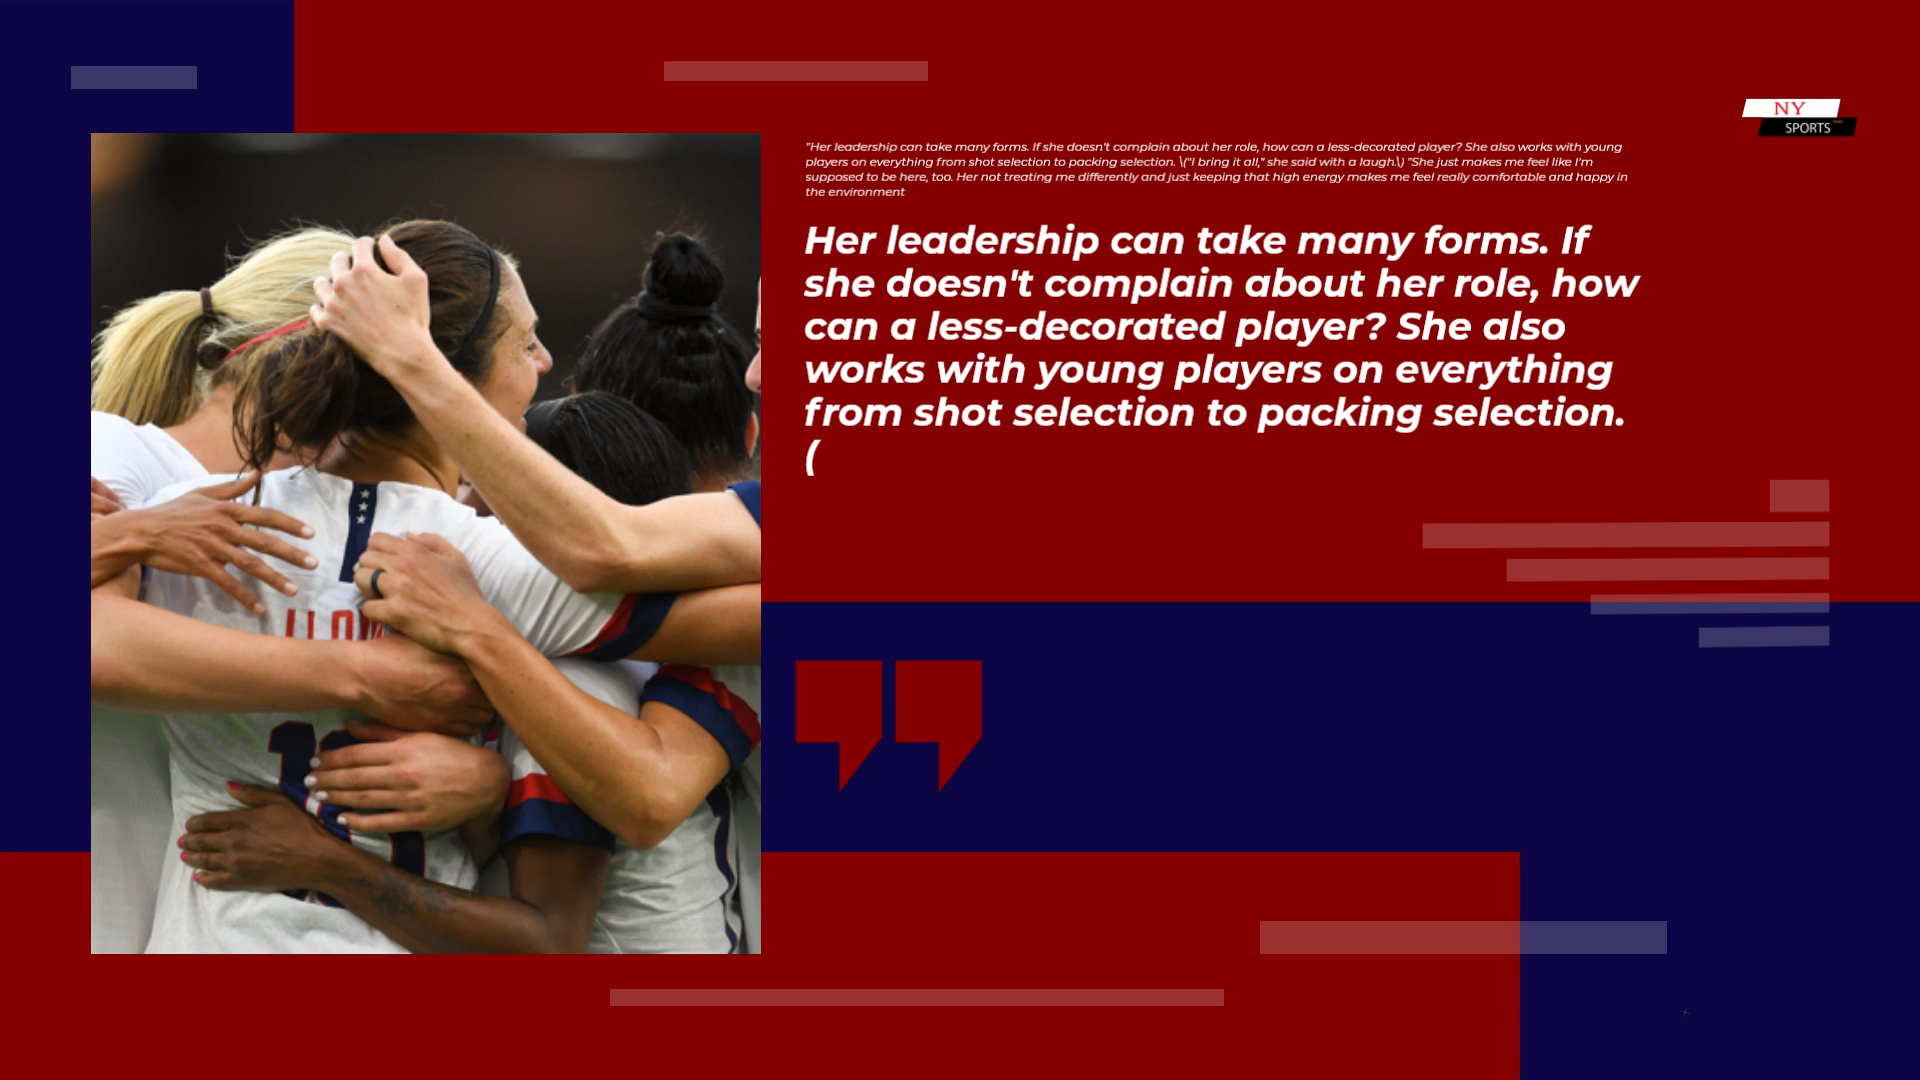 NY
SPORTS
"Her leadership can take many forms. If she doesn't complain about her role, how can a less-decorated player? She also works with young
players on everything from shot selection to packing selection. \("I bring it all," she said with a laugh.\) "She just makes me feel like I'm
supposed to be here, too. Her not treating me differently and just keeping that high energy makes me feel really comfortable and happy in
the environment
Her leadership can take many forms. If
she doesn't complain about her role, how
can a less-decorated player? She also
works with young players on everything
from shot selection to packing selection.
(